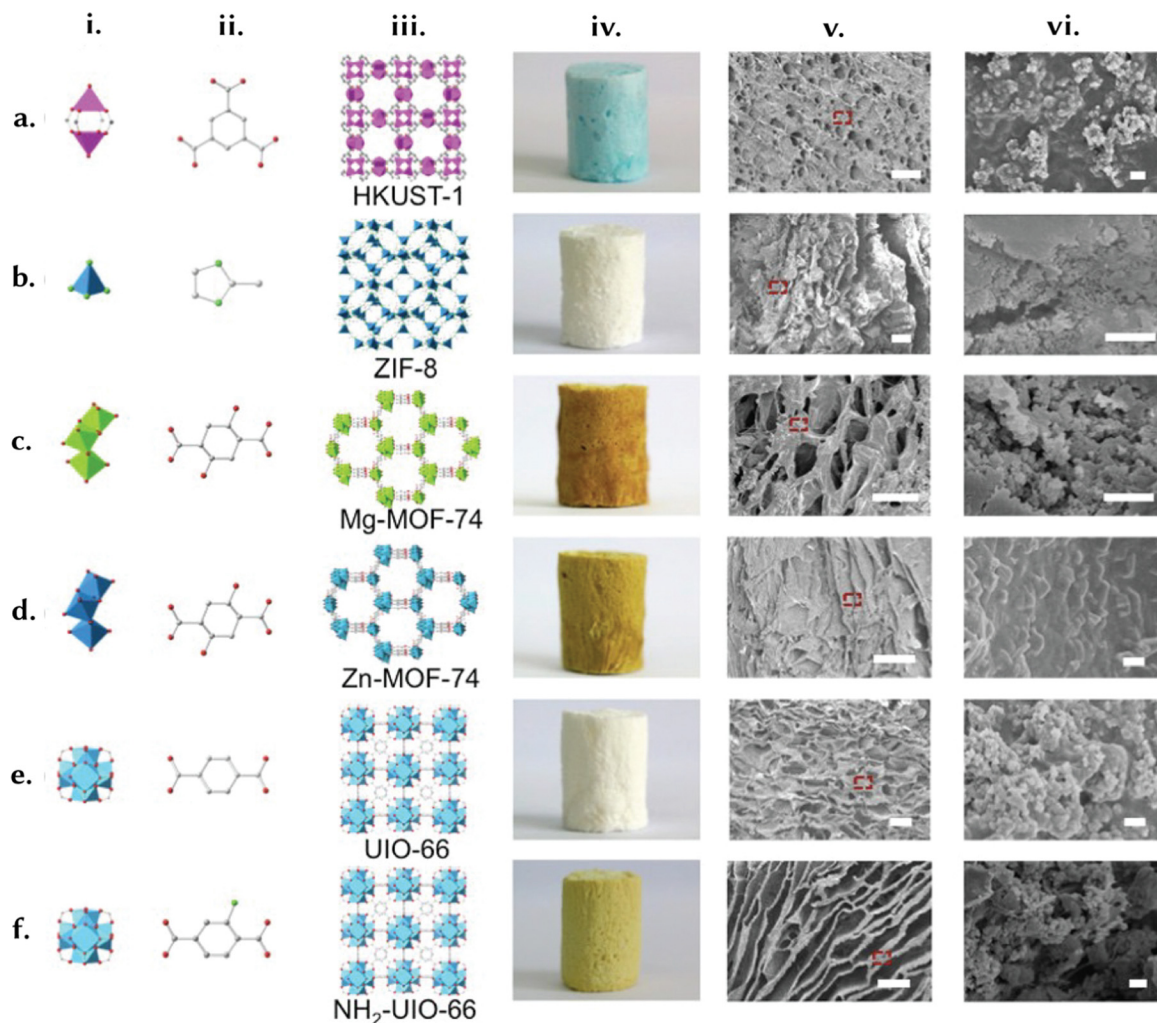 i. ii. iii. iv. v. vi.
a.
HKUST-1
b.
ZIF-8
c.
Mg-MOF-74
d.
Zn-MOF-74
e.
UIO-66
f.
NH₂-UIO-66